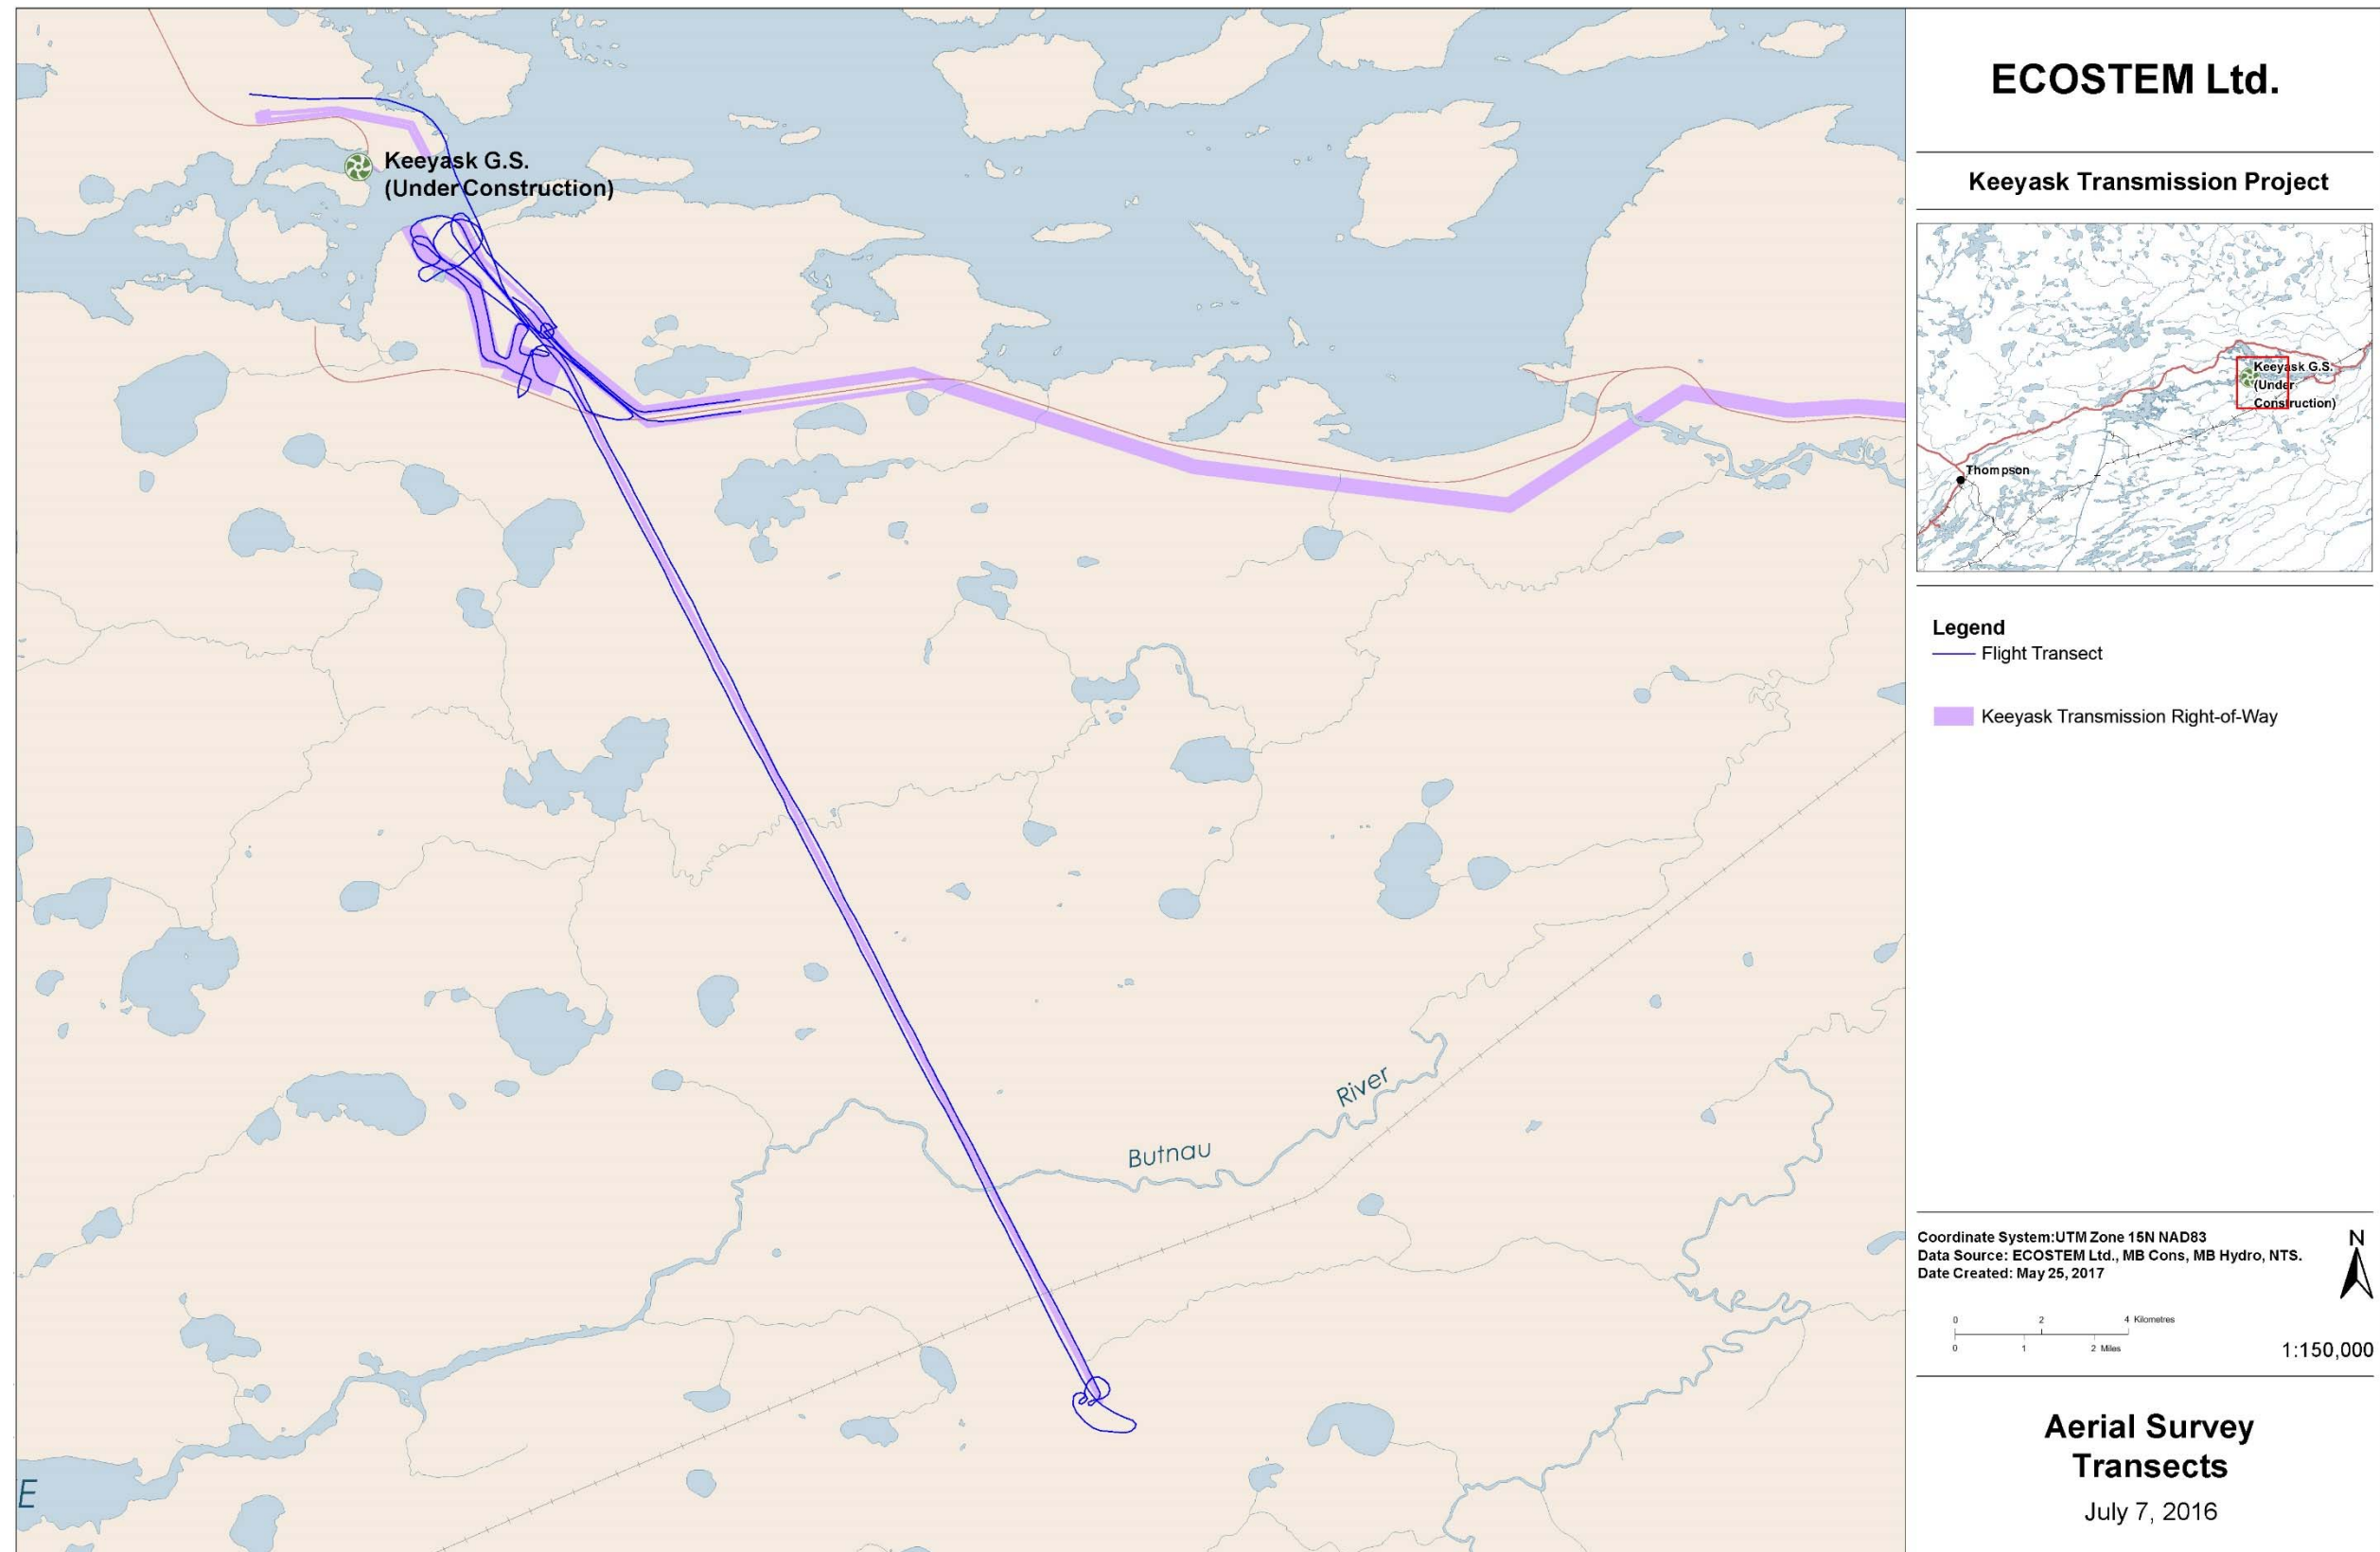 Keeyask G.S.
(Under Construction)
River
Butnau
E
ECOSTEM Ltd.
Keeyask Transmission Project
Keeyask G.S.
(Under
Construction)
Thompson
Legend
Flight Transect
Keeyask Transmission Right-of-Way
Coordinate System:UTM Zone 15N NAD83
Data Source: ECOSTEM Ltd., MB Cons, MB Hydro, NTS.
Date Created: May 25, 2017
N
0 2 4 Kilometres
0 1 2 Miles
1:150,000
Aerial Survey
Transects
July 7, 2016